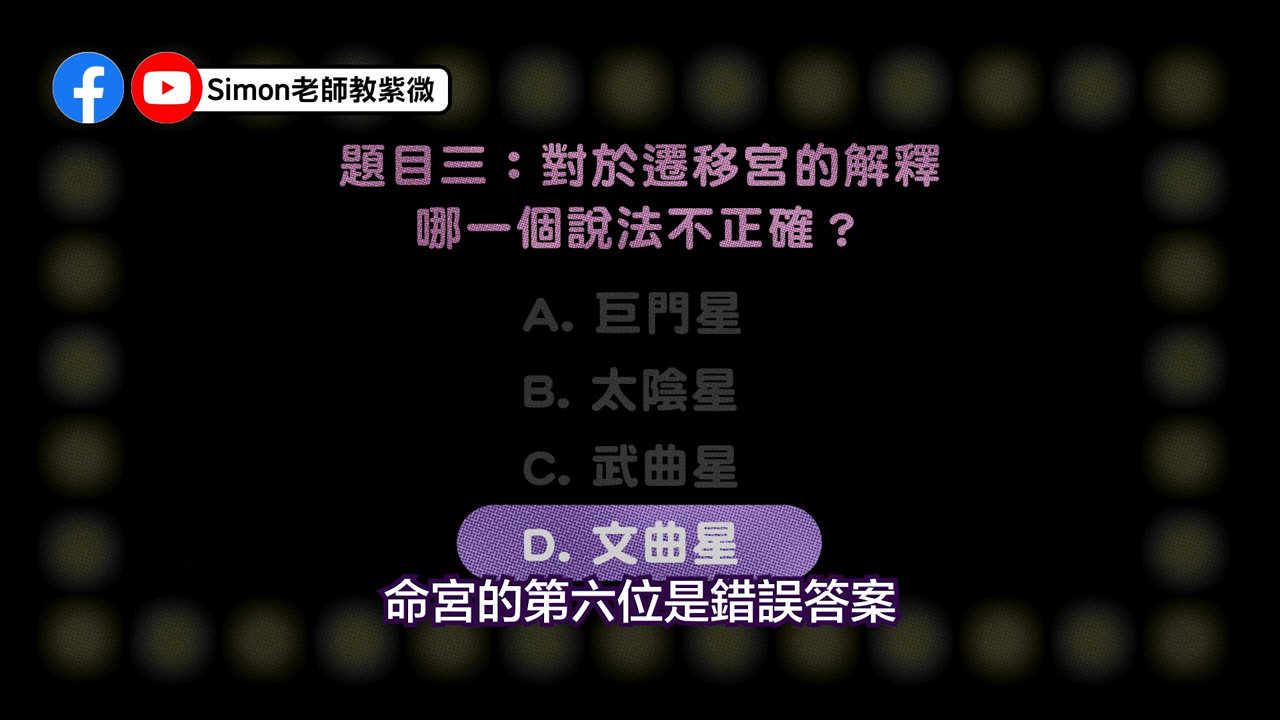 Simon老師教紫微
題目三：對於遷移宮的解釋
哪一個說法不正確？
A. 巨門星
B. 太陰星
C. 武曲星
D. 文曲星
命宮的第六位是錯誤答案